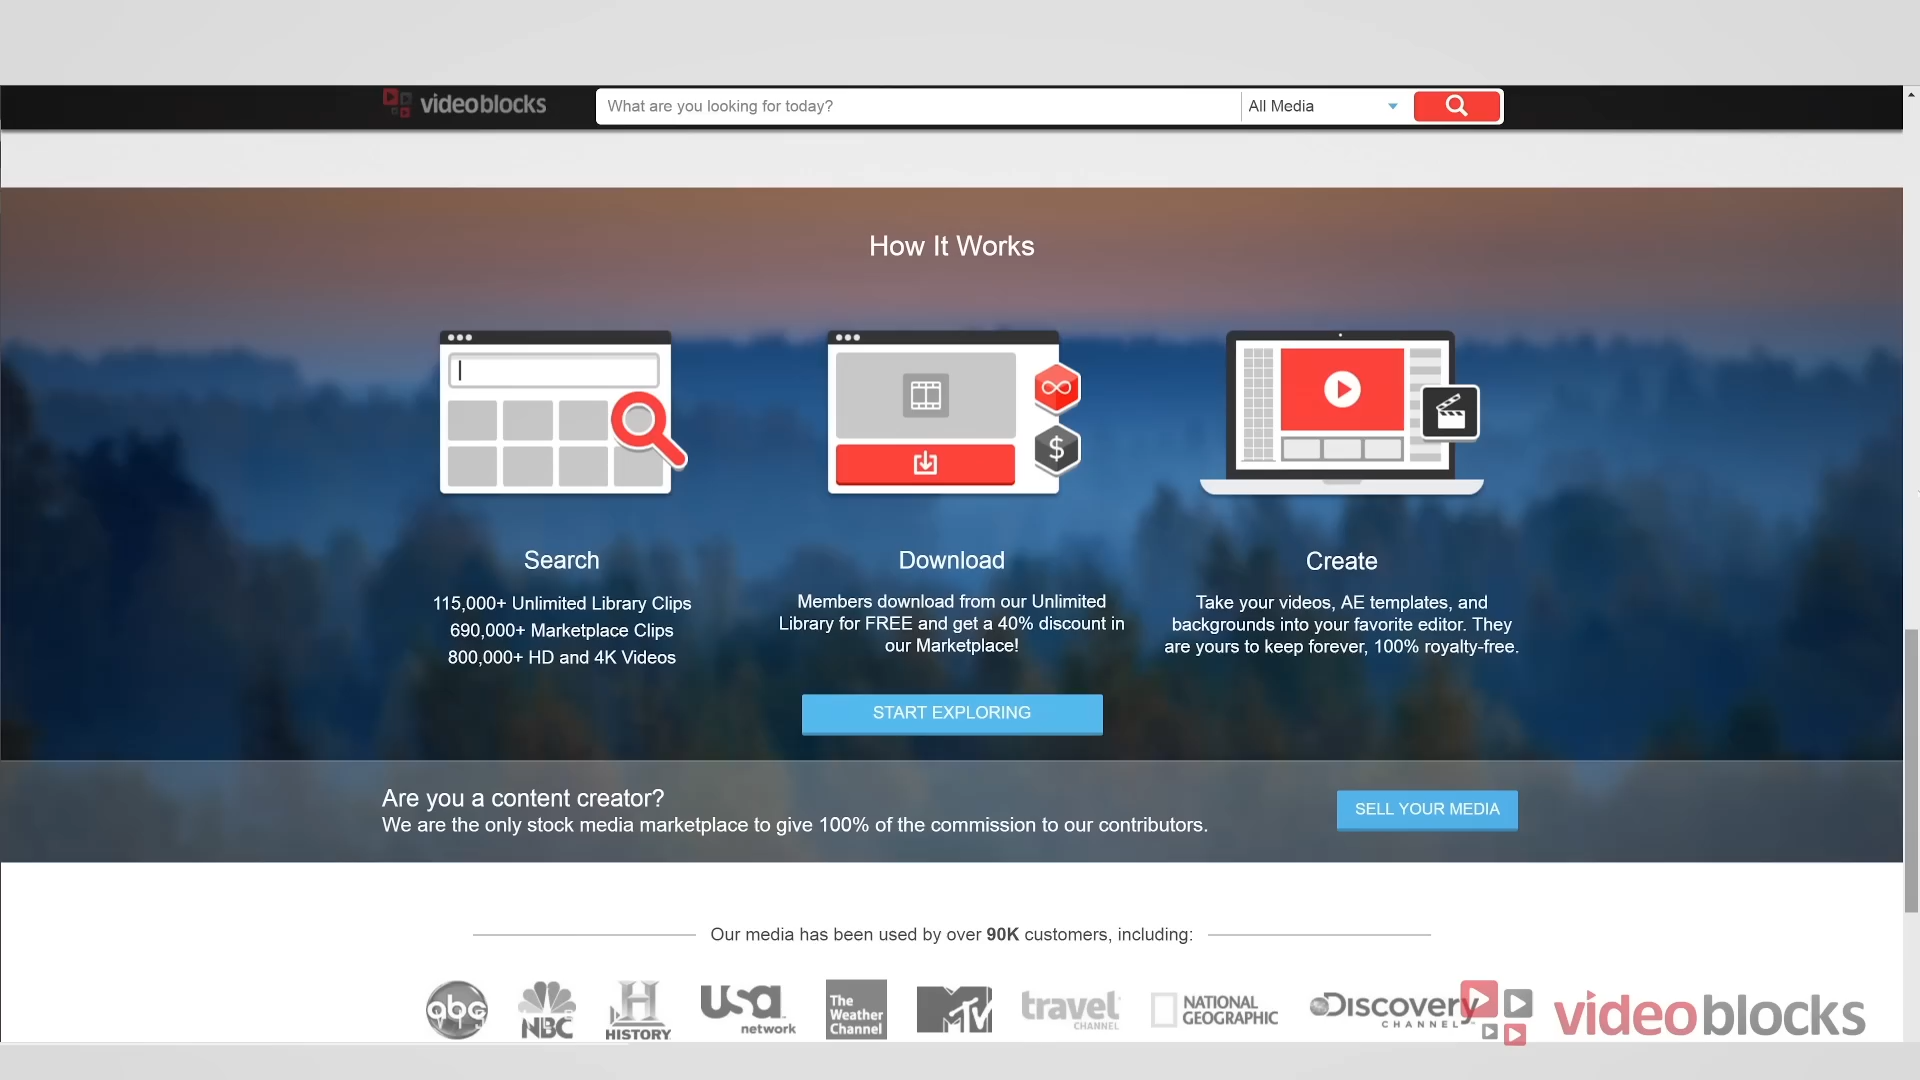 videoblocks
What are you looking for today?
All Media
How It Works
Search
115,000+ Unlimited Library Clips
690,000+ Marketplace Clips
800,000+ HD and 4K Videos
$
Download
Members download from our Unlimited
Library for FREE and get a 40% discount in
our Marketplace!
Create
Take your videos, AE templates, and
backgrounds into your favorite editor. They
are yours to keep forever, 100% royalty-free.
START EXPLORING
Are you a content creator?
We are the only stock media marketplace to give 100% of the commission to our contributors.
SELL YOUR MEDIA
Our media has been used by over 90K customers, including:
abc
NBC
H
HISTORY
USA
network
The
Weather
Channel
MTV
travel
CHANNEL
NATIONAL
GEOGRAPHIC
Discovery
CHANNEL
videoblocks